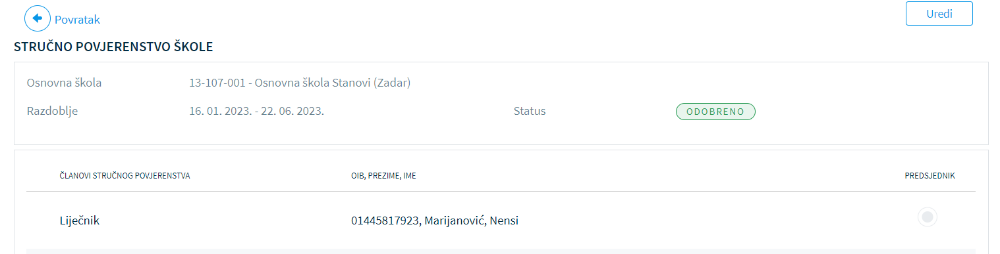 Povratak
Uredi
STRUČNO POVJERENSTVO ŠKOLE
Osnovna škola 13-107-001 - Osnovna škola Stanovi (Zadar)
Razdoblje 16. 01. 2023. - 22. 06. 2023. Status ODOBRENO
ČLANOVI STRUČNOG POVJERENSTVA OIB, PREZIME, IME PREDSJEDNIK
Liječnik 01445817923, Marijanović, Nensi